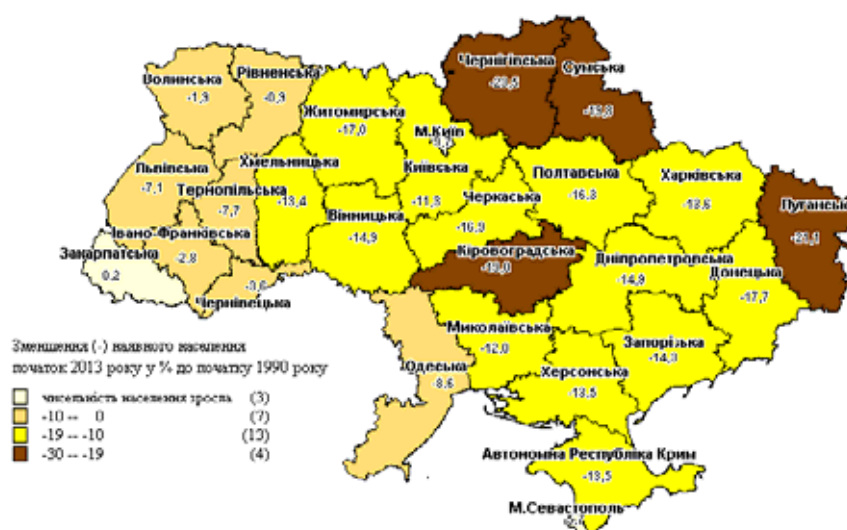 Чернігівська
Сумська
Волинська
-1,9
Рівненська
-0,9
Житомирська
-17,0
М.Київ
Львівська
-7,1
Хмельницька
-13,4
Тернопільська
-7,7
Київська
-11,3
Черкаська
-16,9
Полтавська
-16,3
Харківська
-13,6
-21,1
Вінницька
-14,9
Івано-Франківська
-2,8
Закарпатська
0,2
Чернівецька
-3,6
Кіровоградська
-19,0
Дніпропетровська
-14,9
Донецька
-17,7
Миколаївська
-12,0
Запорізька
-14,3
Одеська
-8,6
Херсонська
-13,5
Автономна Республіка Крим
-13,5
М.Севастополь
Зменшення (-) наявного населення
початок 2013 року у % до початку 1990 року
чисельність населення зросла (3)
-10 -- 0 (7)
-19 -- -10 (13)
-30 -- -19 (4)